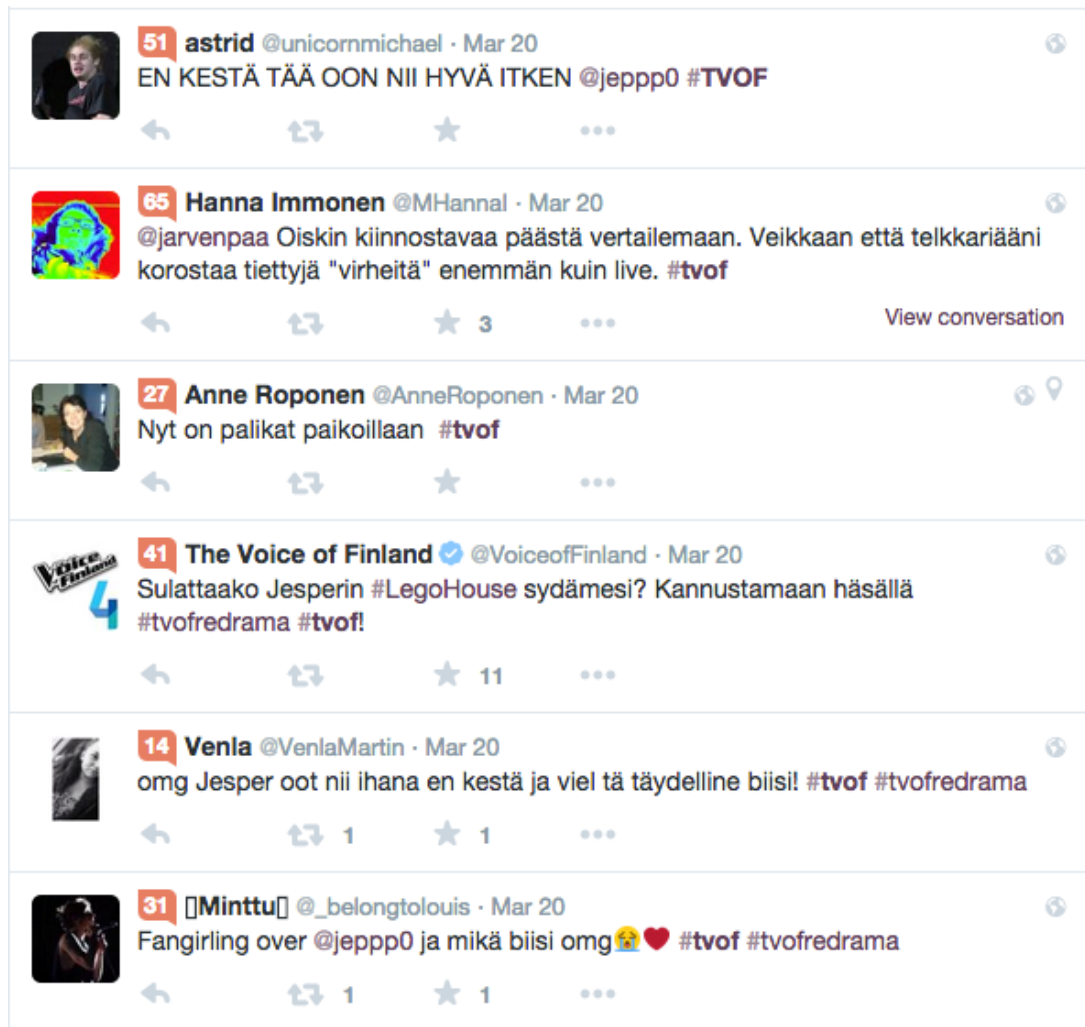 51 astrid @unicornmichael · Mar 20
EN KESTÄ TÄÄ OON NII HYVÄ ITKEN @jeppp0 #TVOF
65 Hanna Immonen @MHannal · Mar 20
@jarvenpaa Oiskin kiinnostavaa päästä vertailemaan. Veikkaan että telkkariääni
korostaa tiettyjä "virheitä" enemmän kuin live. #tvof
3
View conversation
27 Anne Roponen @AnneRoponen · Mar 20
Nyt on palikat paikoillaan #tvof
Voice of Finland 4
41 The Voice of Finland @VoiceofFinland · Mar 20
Sulattaako Jesperin #LegoHouse sydämesi? Kannustamaan häsällä
#tvofredrama #tvof!
11
14 Venla @VenlaMartin · Mar 20
omg Jesper oot nii ihana en kestä ja viel tä täydelline biisi! #tvof #tvofredrama
1 1
31 ▯Minttu▯ @_belongtolouis · Mar 20
Fangirling over @jeppp0 ja mikä biisi omg😭❤ #tvof #tvofredrama
1 1